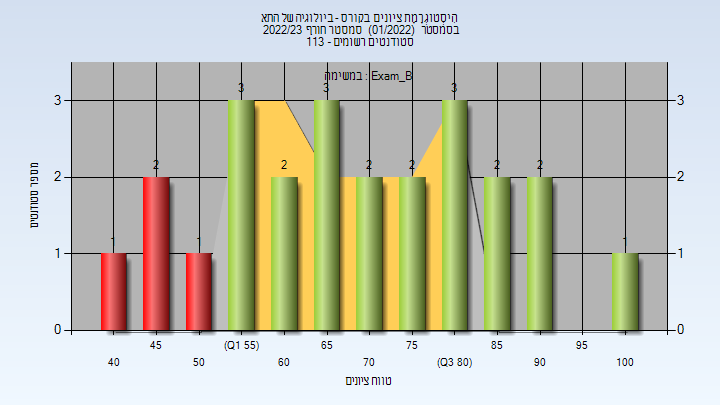 היסטוגרמת ציונים בקורס - ביולוגיה של התא
בסמסטר (01/2022) סמסטר חורף 2022/23
סטודנטים רשומים - 113
במשימה : Exam_B
3 3 3
3 3
2 2 2 2 2 2
2 2
1 1 1
1 1
0 0
מספר סטודנטים
45 (Q1 55) 65 75 85 95
40 50 60 70 (Q3 80) 90 100
טווח ציונים